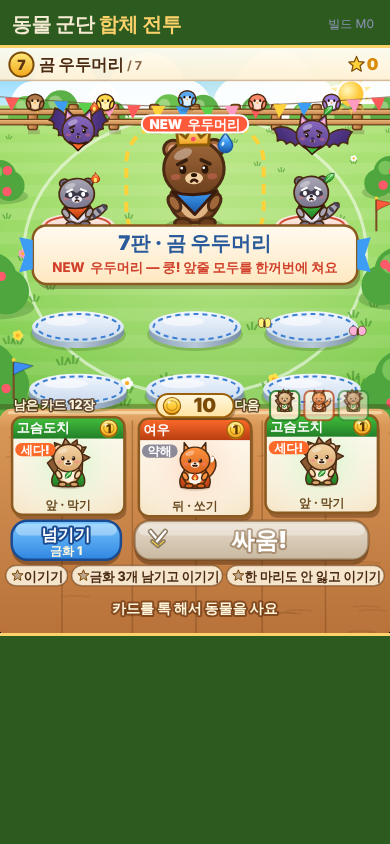 동물 군단 합체 전투
빌드 M0
7 곰 우두머리 / 7
0
NEW 우두머리
7판 · 곰 우두머리
NEW 우두머리 — 쿵! 앞줄 모두를 한꺼번에 쳐요
남은 카드 12장
10
다음
고슴도치 1
세다!
앞 · 막기
여우 1
약해
뒤 · 쏘기
고슴도치 1
세다!
앞 · 막기
넘기기
금화 1
싸움!
이기기
금화 3개 남기고 이기기
한 마리도 안 잃고 이기기
카드를 톡 해서 동물을 사요